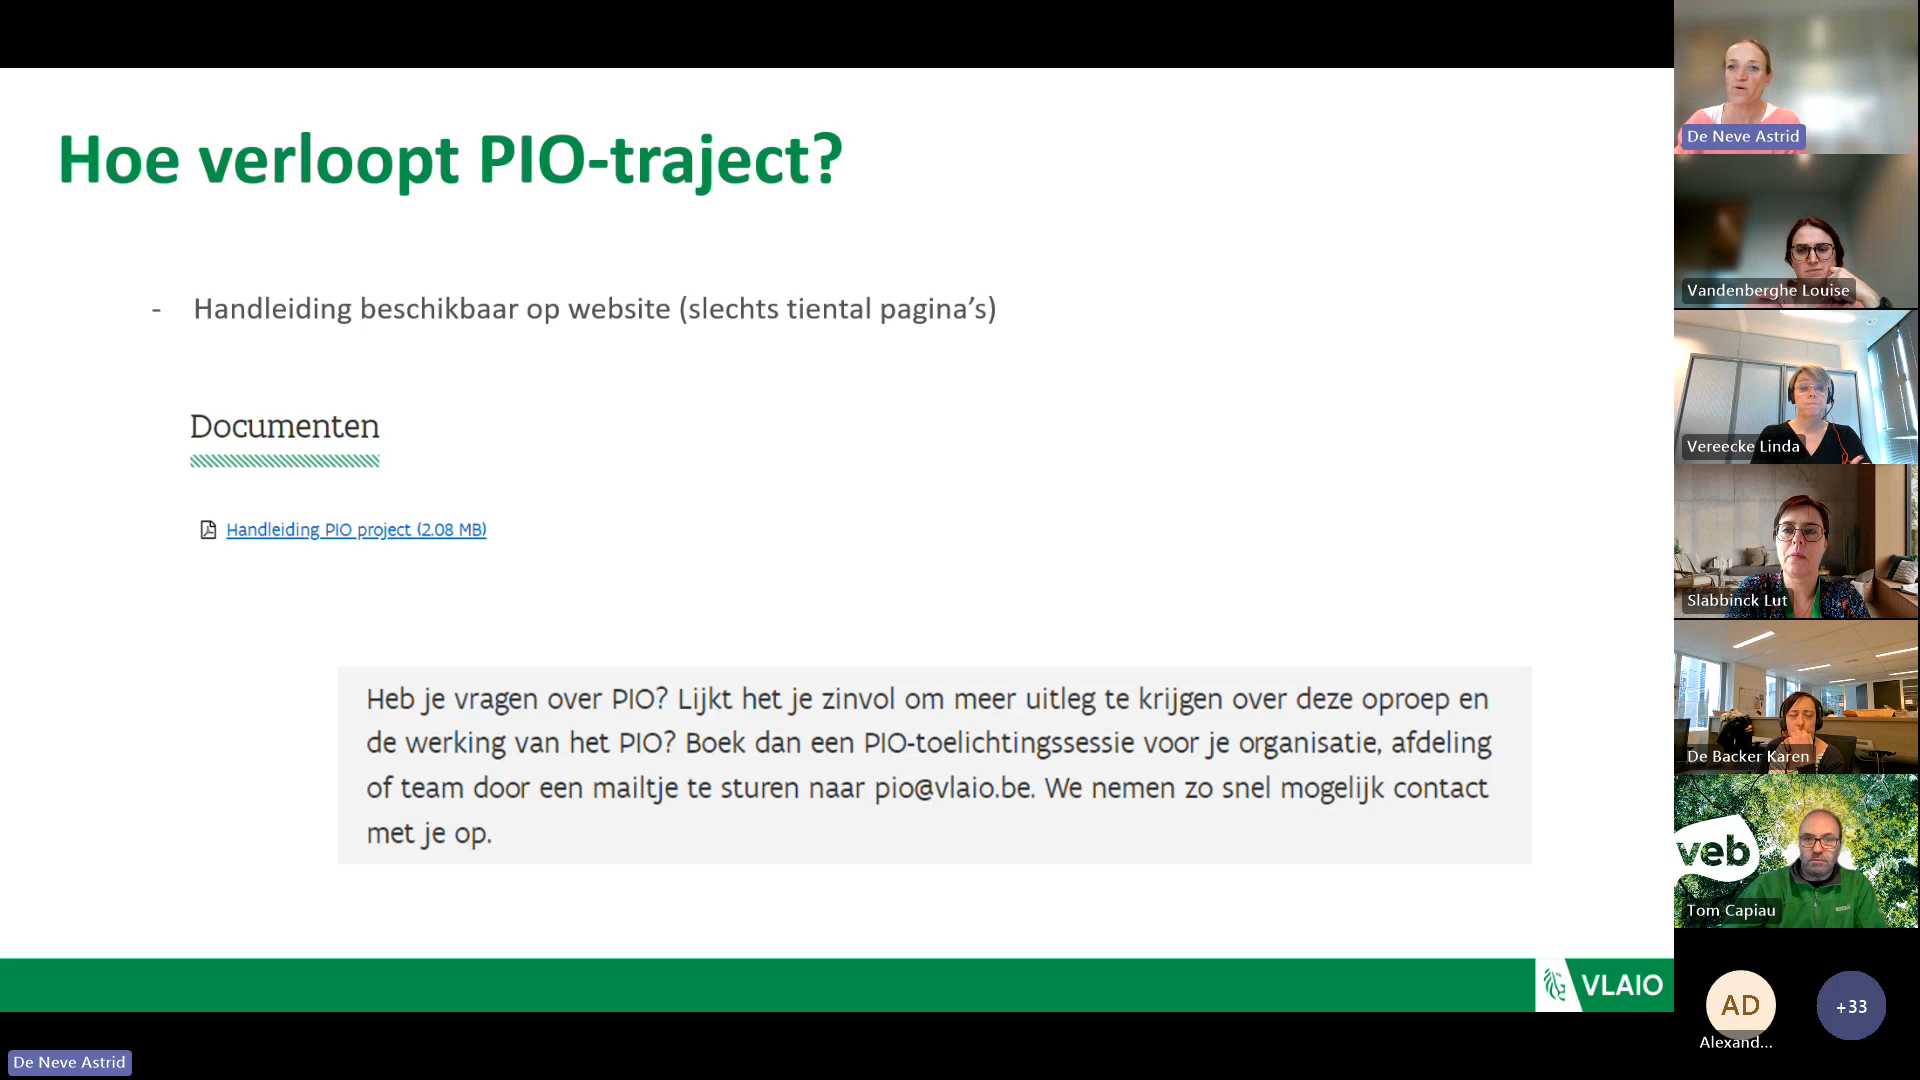 Hoe verloopt PIO-traject?
- Handleiding beschikbaar op website (slechts tiental pagina’s)
Documenten
Handleiding PIO project (2.08 MB)
Heb je vragen over PIO? Lijkt het je zinvol om meer uitleg te krijgen over deze oproep en
de werking van het PIO? Boek dan een PIO-toelichtingssessie voor je organisatie, afdeling
of team door een mailtje te sturen naar pio@vlaio.be. We nemen zo snel mogelijk contact
met je op.
VLAIO
De Neve Astrid
De Neve Astrid
Vandenberghe Louise
Vereecke Linda
Slabbinck Lut
De Backer Karen
veb
Tom Capiau
AD
Alexand...
+33